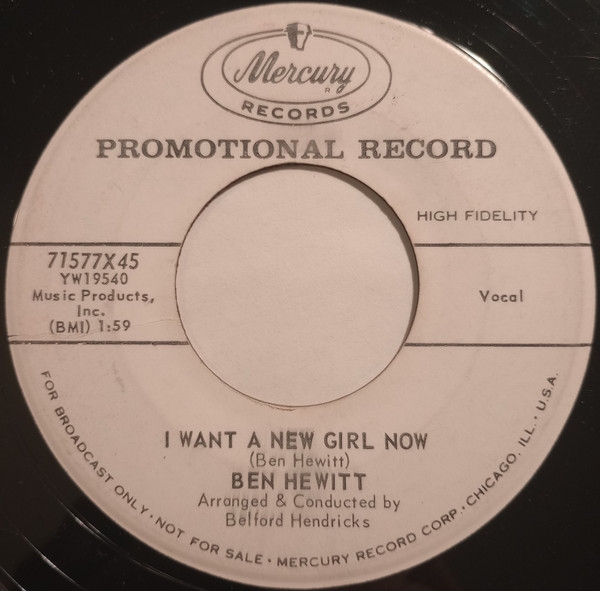 Mercury
RECORDS
PROMOTIONAL RECORD
HIGH FIDELITY
71577X45
YW19540
Music Products,
Inc.
(BMI) 1:59
Vocal
I WANT A NEW GIRL NOW
(Ben Hewitt)
BEN HEWITT
Arranged & Conducted by
Belford Hendricks
FOR BROADCAST ONLY • NOT FOR SALE • MERCURY RECORD CORP. • CHICAGO, ILL. • U.S.A.